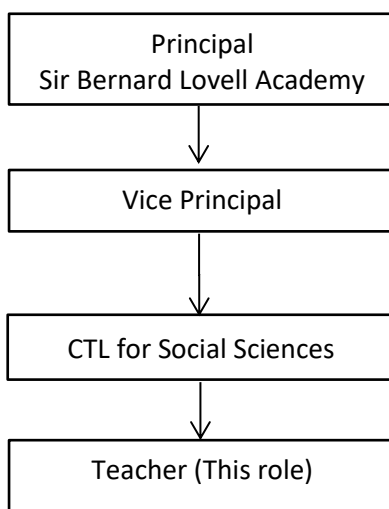 Principal
Sir Bernard Lovell Academy
Vice Principal
CTL for Social Sciences
Teacher (This role)